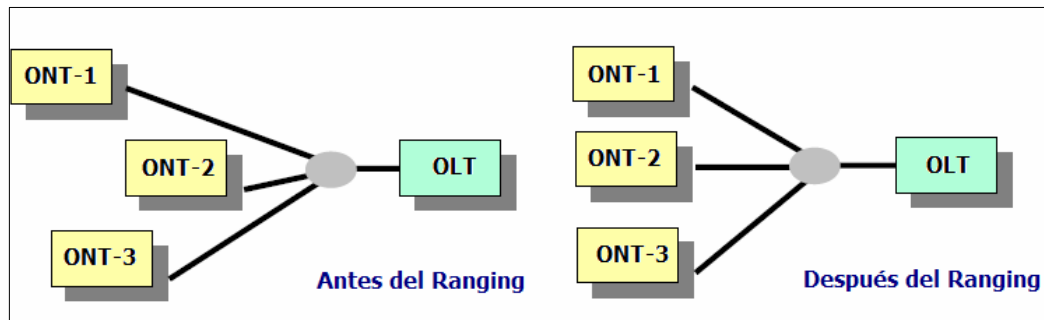 ONT-1
ONT-2
ONT-3
OLT
Antes del Ranging
ONT-1
ONT-2
ONT-3
OLT
Después del Ranging